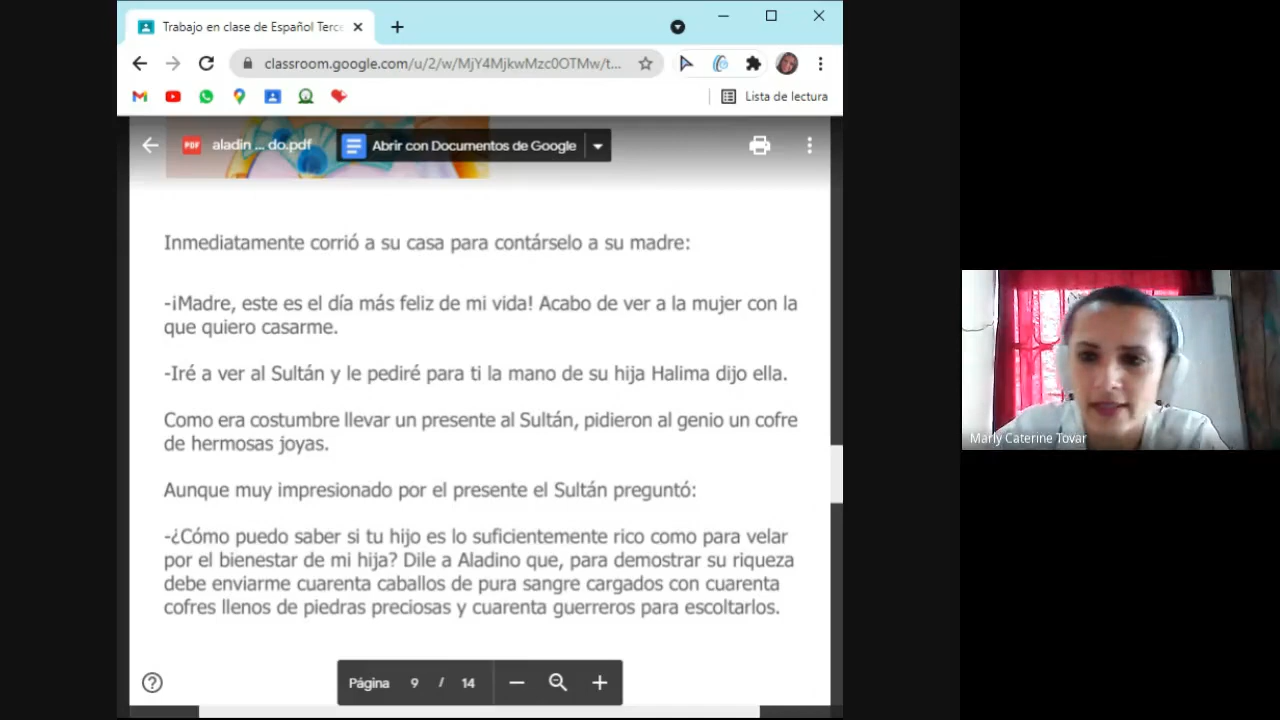 Trabajo en clase de Español Terce
classroom.google.com/u/2/w/MjY4MjkwMzc0OTMw/t...
Lista de lectura
PDF aladin ... do.pdf
Abrir con Documentos de Google
Inmediatamente corrió a su casa para contárselo a su madre:
-¡Madre, este es el día más feliz de mi vida! Acabo de ver a la mujer con la
que quiero casarme.
-Iré a ver al Sultán y le pediré para ti la mano de su hija Halima dijo ella.
Como era costumbre llevar un presente al Sultán, pidieron al genio un cofre
de hermosas joyas.
Aunque muy impresionado por el presente el Sultán preguntó:
-¿Cómo puedo saber si tu hijo es lo suficientemente rico como para velar
por el bienestar de mi hija? Dile a Aladino que, para demostrar su riqueza
debe enviarme cuarenta caballos de pura sangre cargados con cuarenta
cofres llenos de piedras preciosas y cuarenta guerreros para escoltarlos.
Página 9 / 14
Marly Caterine Tovar